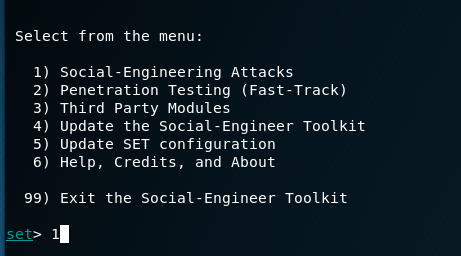 Select from the menu:
1) Social-Engineering Attacks
2) Penetration Testing (Fast-Track)
3) Third Party Modules
4) Update the Social-Engineer Toolkit
5) Update SET configuration
6) Help, Credits, and About
99) Exit the Social-Engineer Toolkit
set> 1